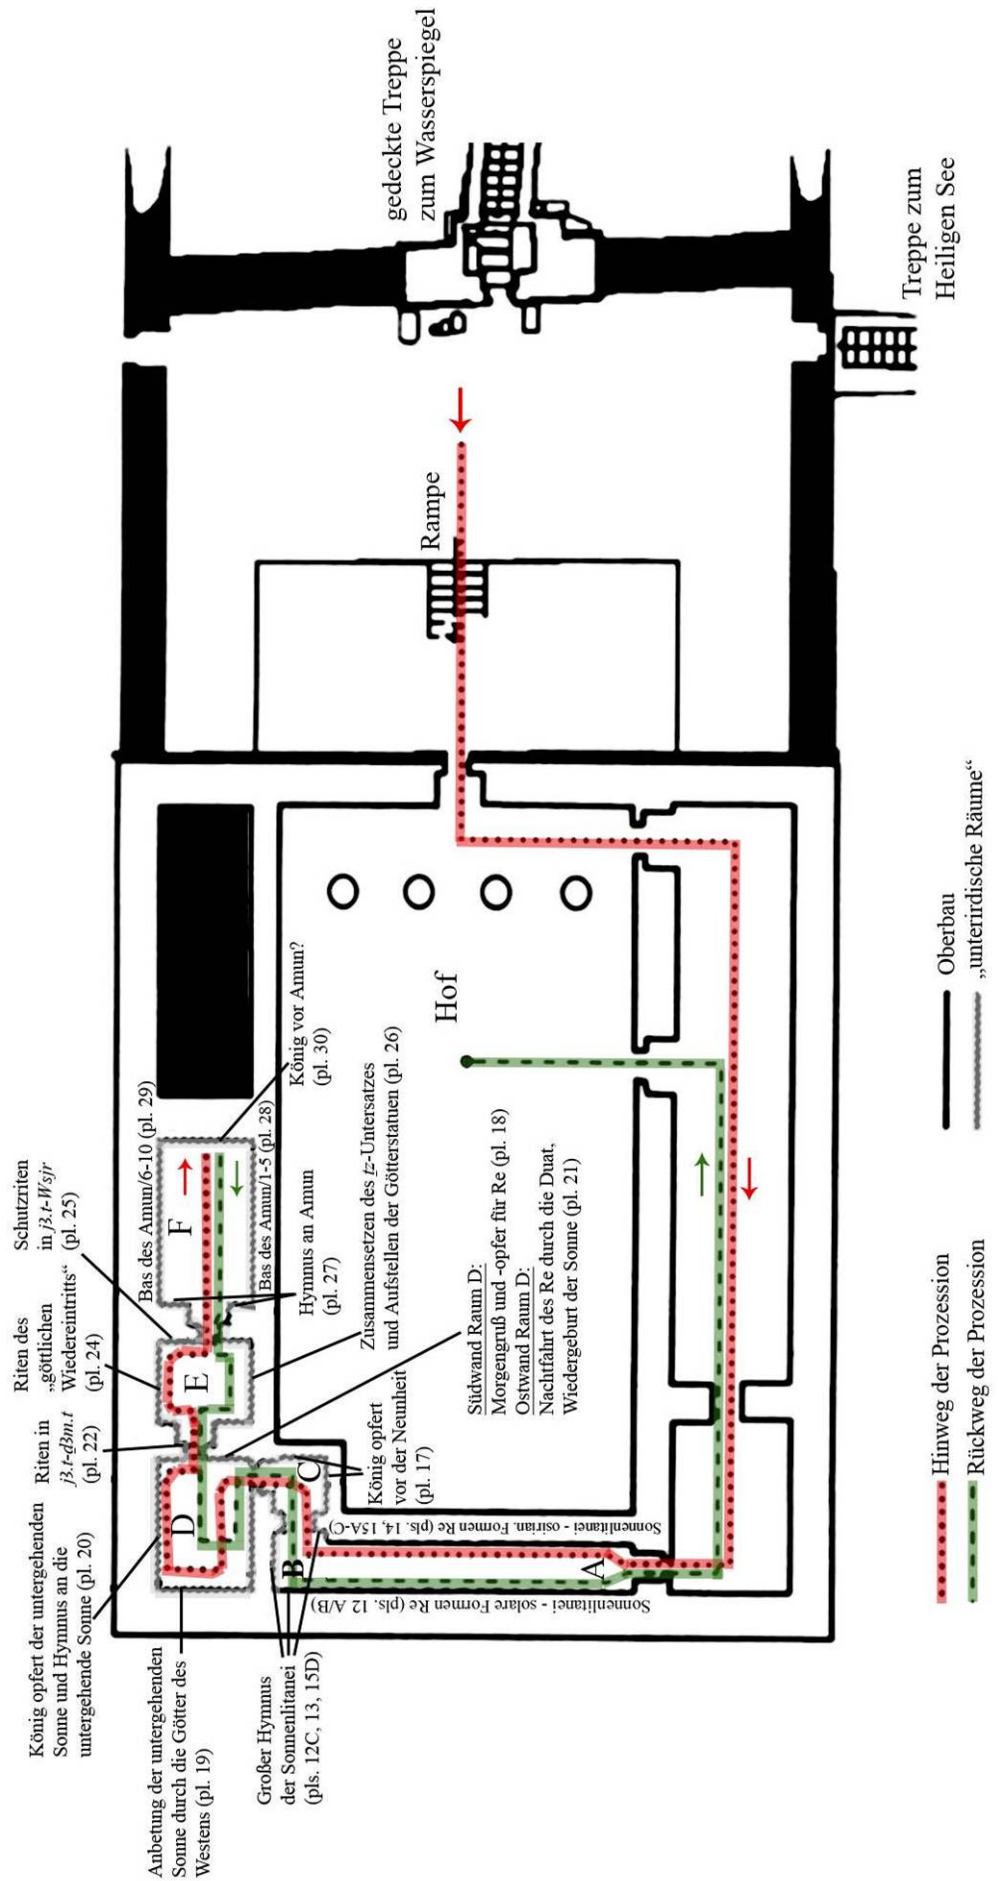 König opfert der untergehenden
Sonne und Hymnus an die
untergehende Sonne (pl. 20)
Riten in
j3.t-ḏ3m.t
(pl. 22)
Riten des
„göttlichen
Wiedereintritts“
(pl. 24)
Schutzriten
in j3.t-Wsjr
(pl. 25)
gedeckte Treppe
zum Wasserspiegel
Anbetung der untergehenden
Sonne durch die Götter des
Westens (pl. 19)
D
E
F
Bas des Amun/6-10 (pl. 29)
Bas des Amun/1-5 (pl. 28)
König vor Amun?
(pl. 30)
Hymnus an Amun
(pl. 27)
Großer Hymnus
der Sonnenlitanei
(pls. 12C, 13, 15D)
B
C
König opfert
vor der Neunheit
(pl. 17)
Zusammensetzen des ṯz-Untersatzes
und Aufstellen der Götterstatuen (pl. 26)
Südwand Raum D:
Morgengruß und -opfer für Re (pl. 18)
Ostwand Raum D:
Nachtfahrt des Re durch die Duat,
Wiedergeburt der Sonne (pl. 21)
Hof
Rampe
Sonnenlitanei - osirian. Formen Re (pls. 14, 15A-C)
Sonnenlitanei - solare Formen Re (pls. 12 A/B)
A
Treppe zum
Heiligen See
Hinweg der Prozession
Rückweg der Prozession
Oberbau
„unterirdische Räume“